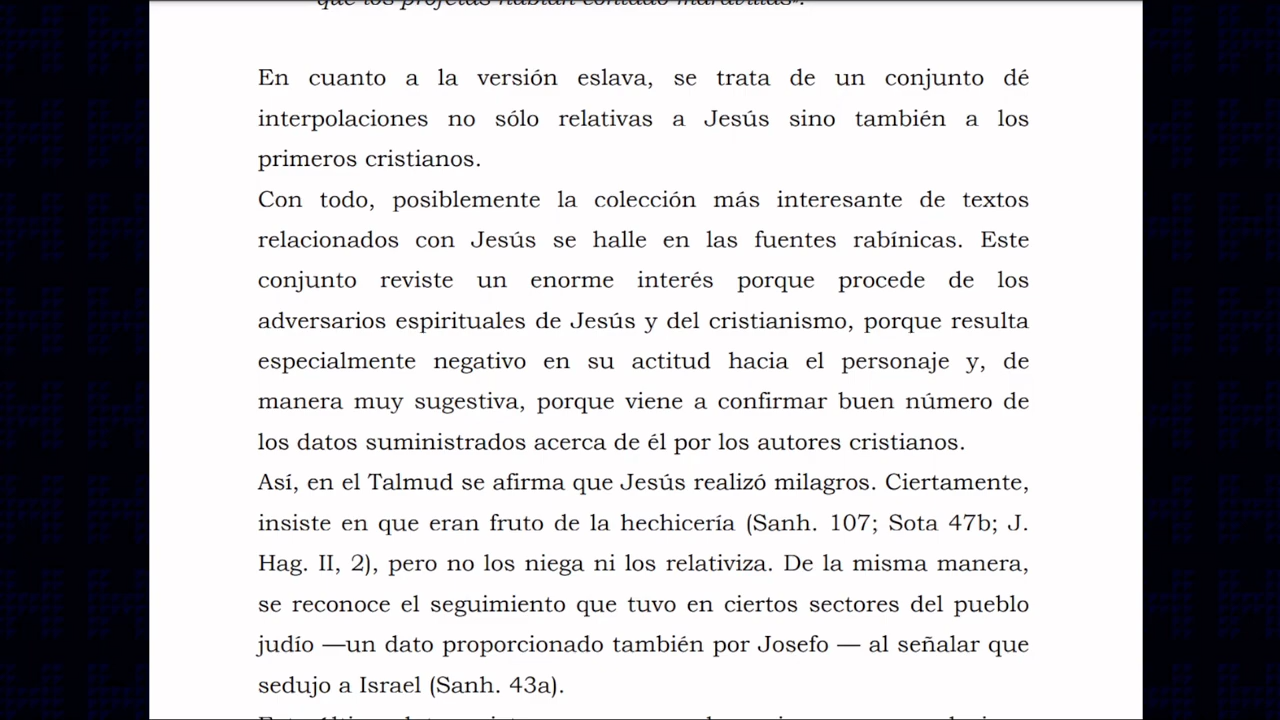 que los profetas habían contado maravillas».
En cuanto a la versión eslava, se trata de un conjunto dé
interpolaciones no sólo relativas a Jesús sino también a los
primeros cristianos.
Con todo, posiblemente la colección más interesante de textos
relacionados con Jesús se halle en las fuentes rabínicas. Este
conjunto reviste un enorme interés porque procede de los
adversarios espirituales de Jesús y del cristianismo, porque resulta
especialmente negativo en su actitud hacia el personaje y, de
manera muy sugestiva, porque viene a confirmar buen número de
los datos suministrados acerca de él por los autores cristianos.
Así, en el Talmud se afirma que Jesús realizó milagros. Ciertamente,
insiste en que eran fruto de la hechicería (Sanh. 107; Sota 47b; J.
Hag. II, 2), pero no los niega ni los relativiza. De la misma manera,
se reconoce el seguimiento que tuvo en ciertos sectores del pueblo
judío —un dato proporcionado también por Josefo — al señalar que
sedujo a Israel (Sanh. 43a).